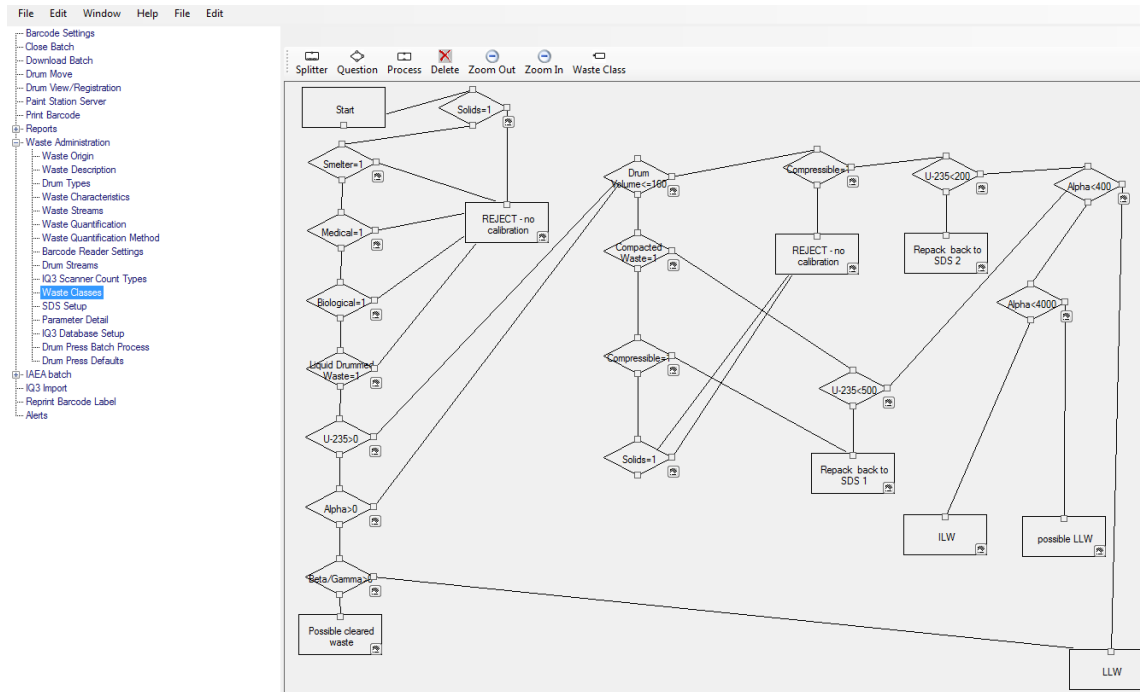 File Edit Window Help File Edit
Barcode Settings
Close Batch
Download Batch
Drum Move
Drum View/Registration
Paint Station Server
Print Barcode
Reports
Waste Administration
Waste Origin
Waste Description
Drum Types
Waste Characteristics
Waste Streams
Waste Quantification
Waste Quantification Method
Barcode Reader Settings
Drum Streams
IQ3 Scanner Count Types
Waste Classes
SDS Setup
Parameter Detail
IQ3 Database Setup
Drum Press Batch Process
Drum Press Defaults
IAEA batch
IQ3 Import
Reprint Barcode Label
Alerts
Splitter Question Process Delete Zoom Out Zoom In Waste Class
Start
Solids=1
Smelter=1
Medical=1
REJECT - no
calibration
Biological=1
Liquid Drummed
Waste=1
U-235>0
Alpha>0
Beta/Gamma>0
Possible cleared
waste
Drum
Volume<=160
Compacted
Waste=1
Compressible=1
Solids=1
Compressible=1
REJECT - no
calibration
U-235<200
Repack back to
SDS 2
Alpha<400
Alpha<4000
U-235<500
Repack back to
SDS 1
ILW
possible LLW
LLW